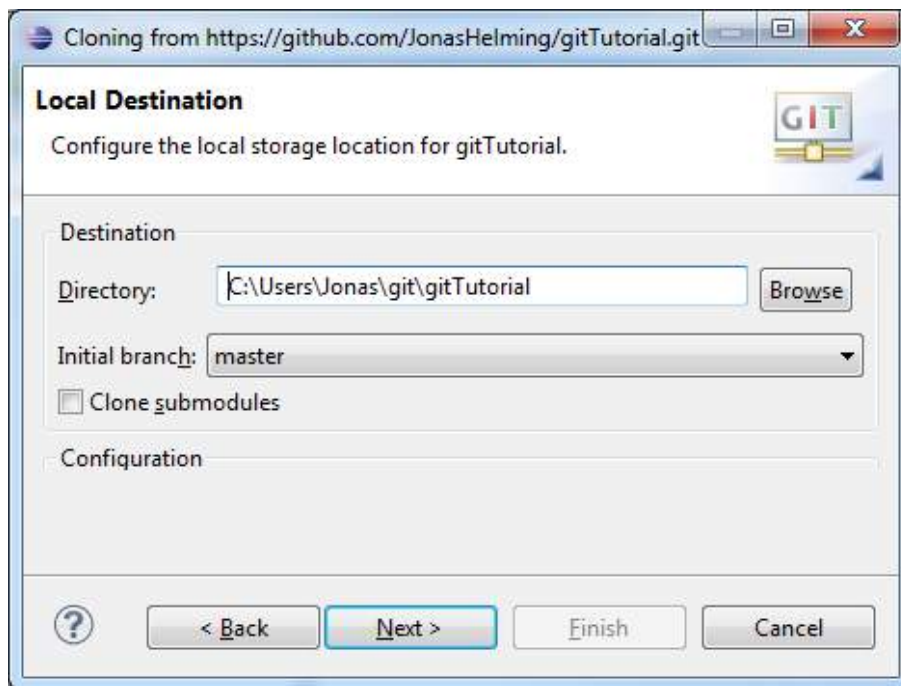 Cloning from https://github.com/JonasHelming/gitTutorial.git
Local Destination
Configure the local storage location for gitTutorial.
GIT
Destination
Directory: C:\Users\Jonas\git\gitTutorial Browse
Initial branch: master
Clone submodules
Configuration
? < Back Next > Finish Cancel